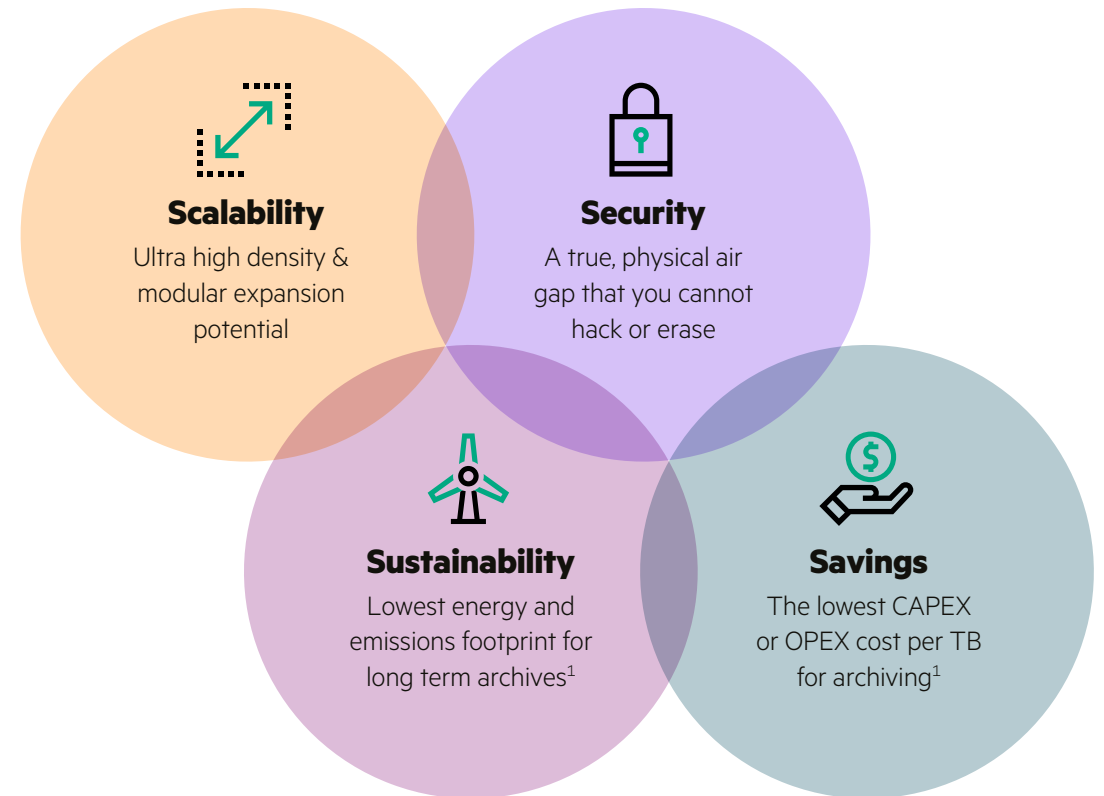 Scalability
Ultra high density &
modular expansion
potential
Security
A true, physical air
gap that you cannot
hack or erase
Sustainability
Lowest energy and
emissions footprint for
long term archives¹
$
Savings
The lowest CAPEX
or OPEX cost per TB
for archiving¹